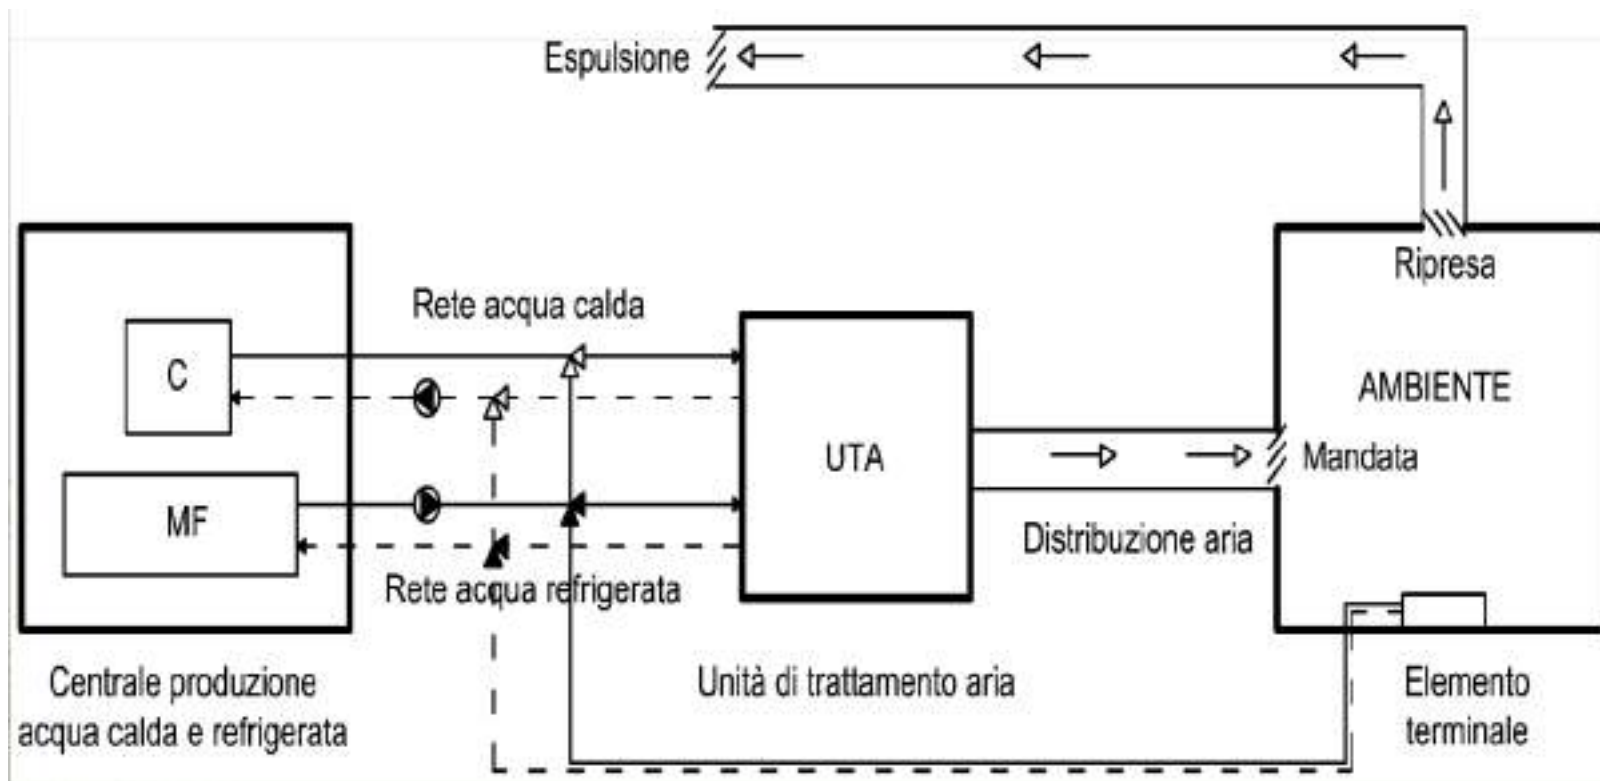 Espulsione
Ripresa
Rete acqua calda
C
AMBIENTE
UTA
Mandata
MF
Distribuzione aria
Rete acqua refrigerata
Centrale produzione
acqua calda e refrigerata
Unità di trattamento aria
Elemento
terminale